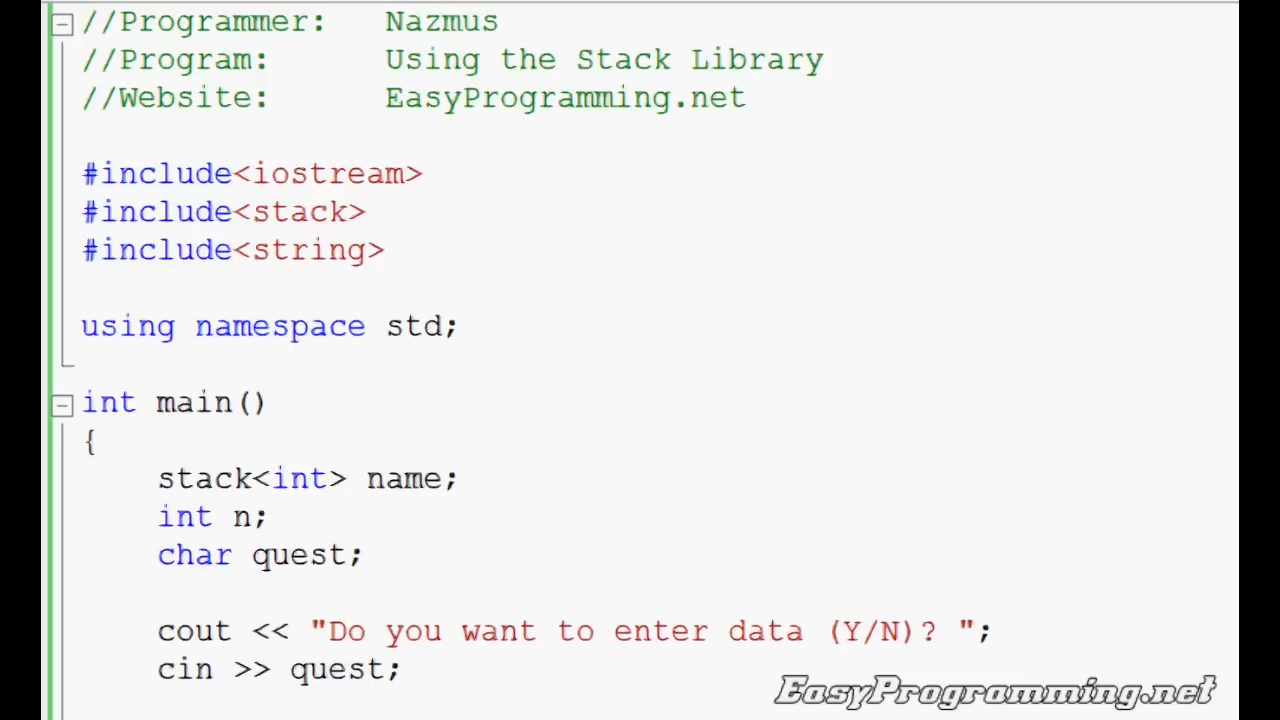 //Programmer:   Nazmus
//Program:      Using the Stack Library
//Website:      EasyProgramming.net
#include<iostream>
#include<stack>
#include<string>
using namespace std;
int main()
{
    stack<int> name;
    int n;
    char quest;
    cout << "Do you want to enter data (Y/N)? ";
    cin >> quest;
EasyProgramming.net